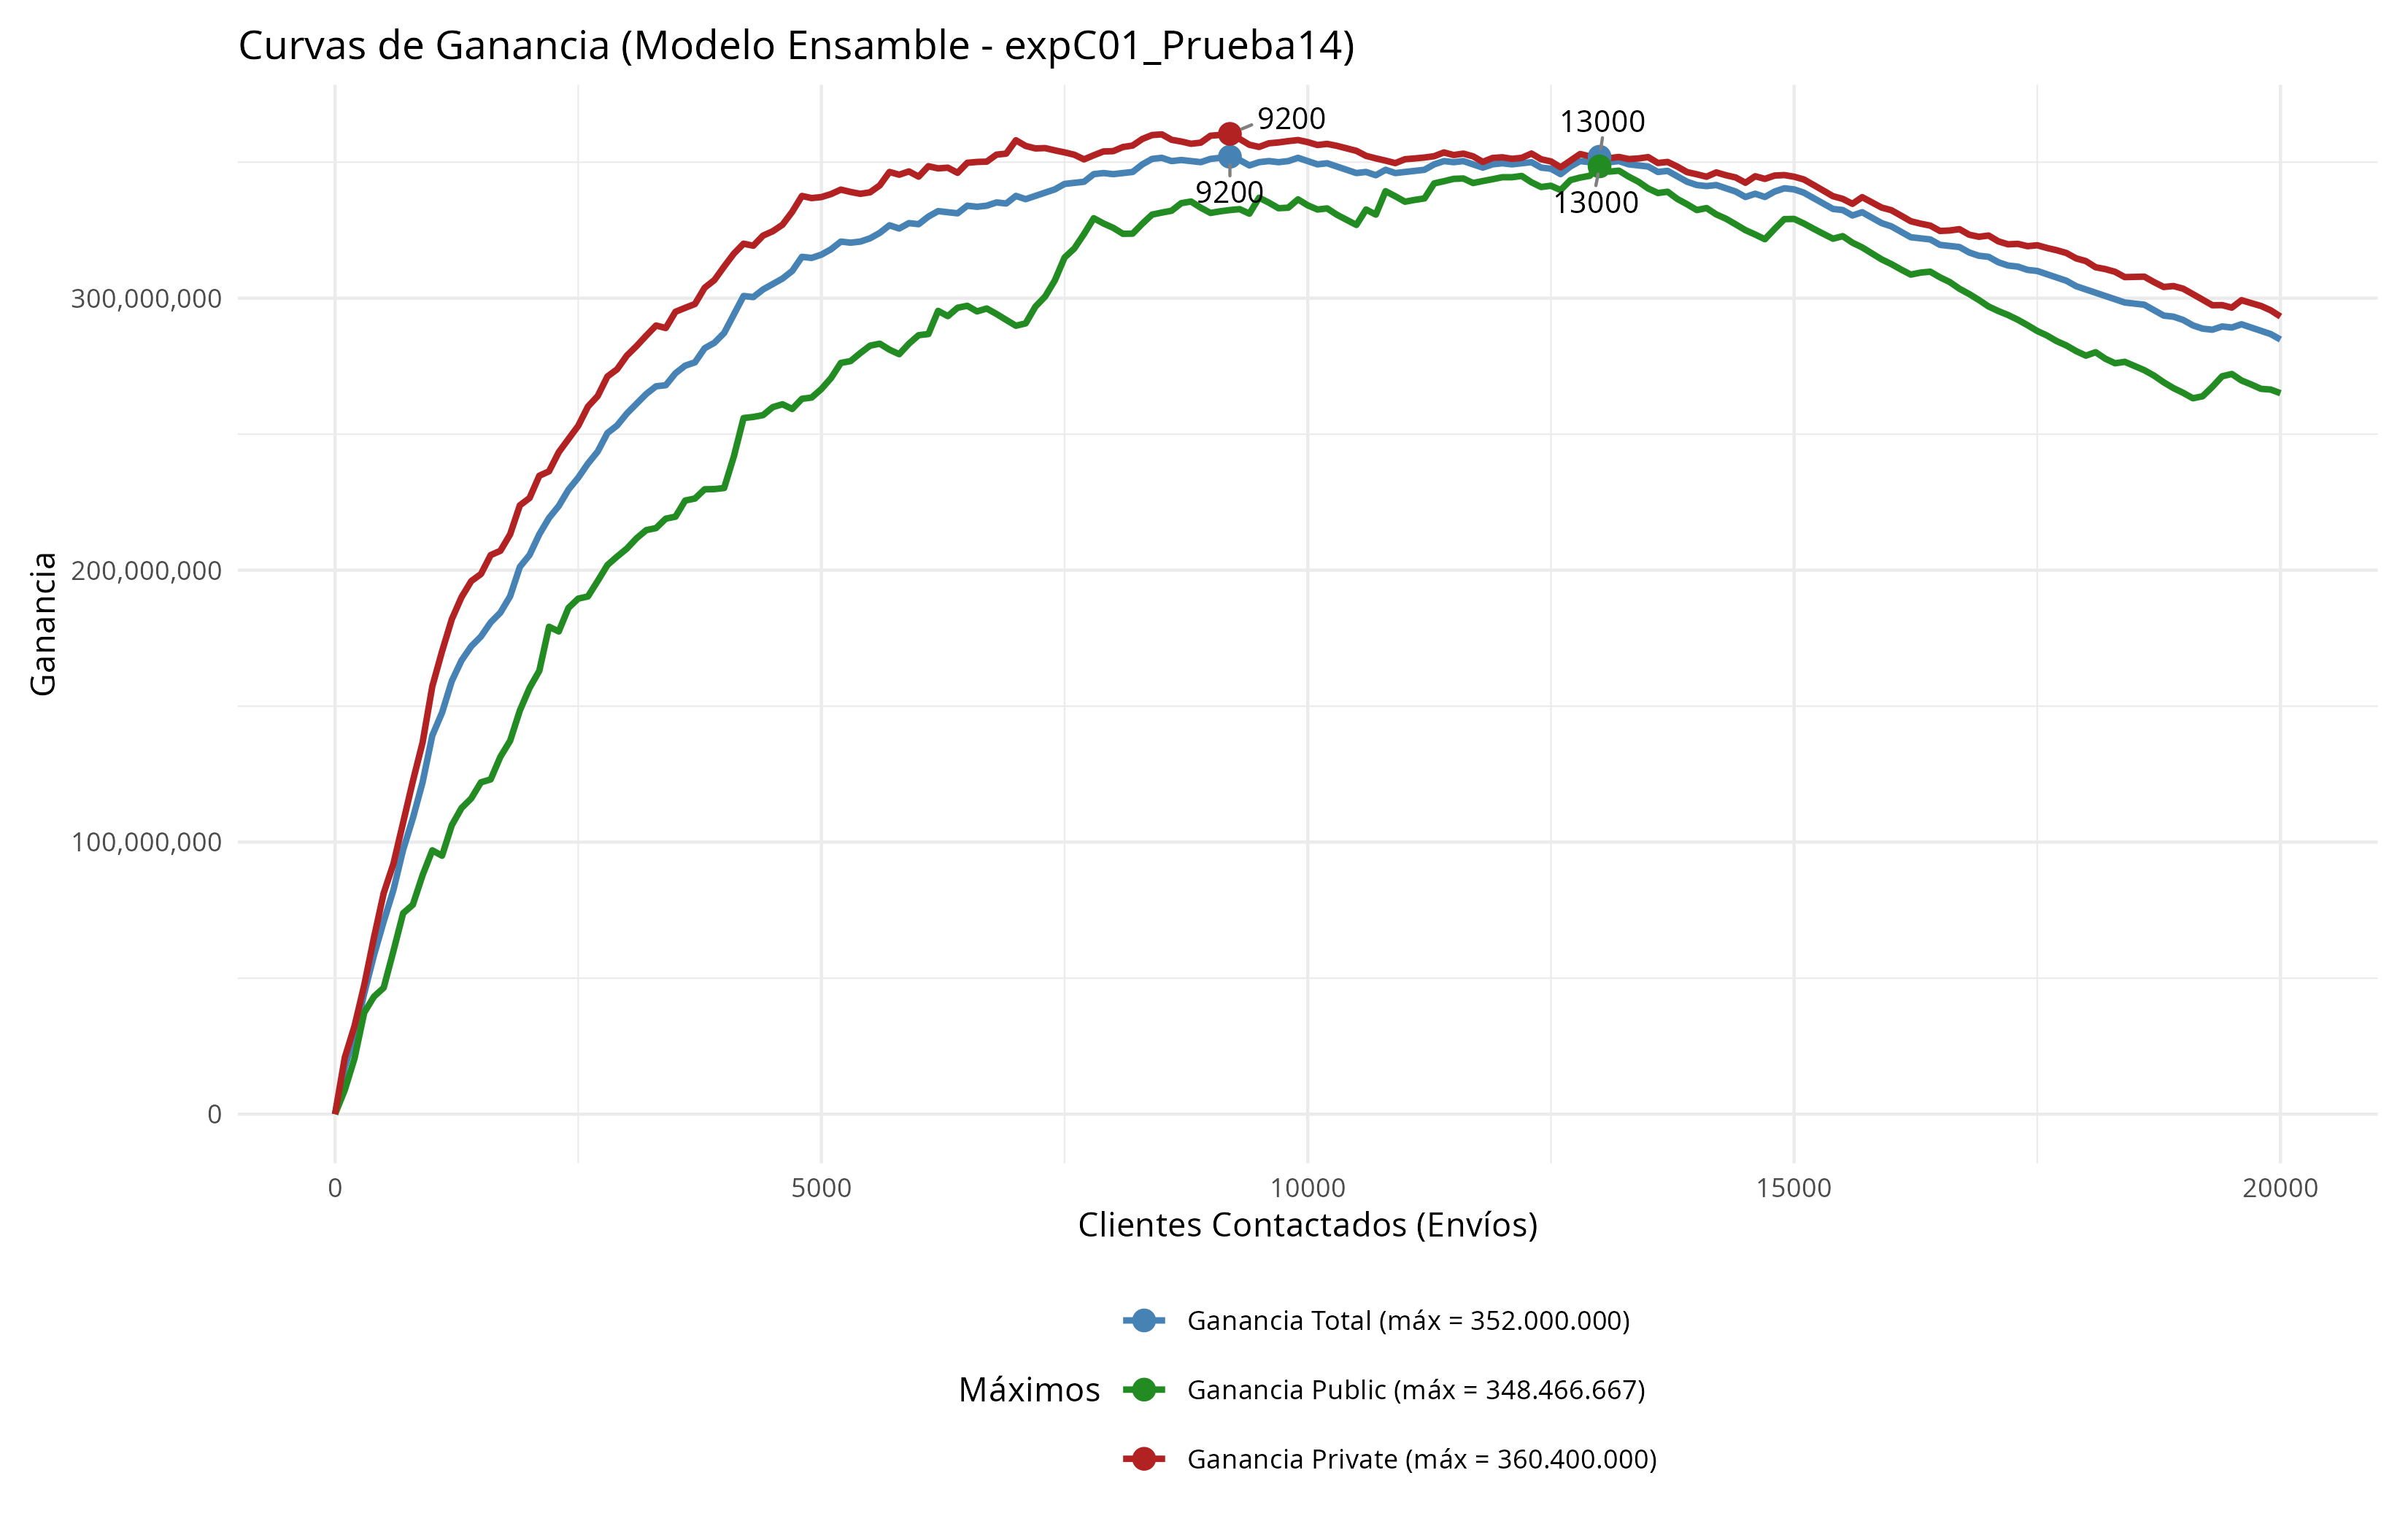 Curvas de Ganancia (Modelo Ensamble - expC01_Prueba14)
Ganancia
300,000,000
200,000,000
100,000,000
0
9200
13000
9200
13000
0 5000 10000 15000 20000
Clientes Contactados (Envíos)
Máximos
Ganancia Total (máx = 352.000.000)
Ganancia Public (máx = 348.466.667)
Ganancia Private (máx = 360.400.000)